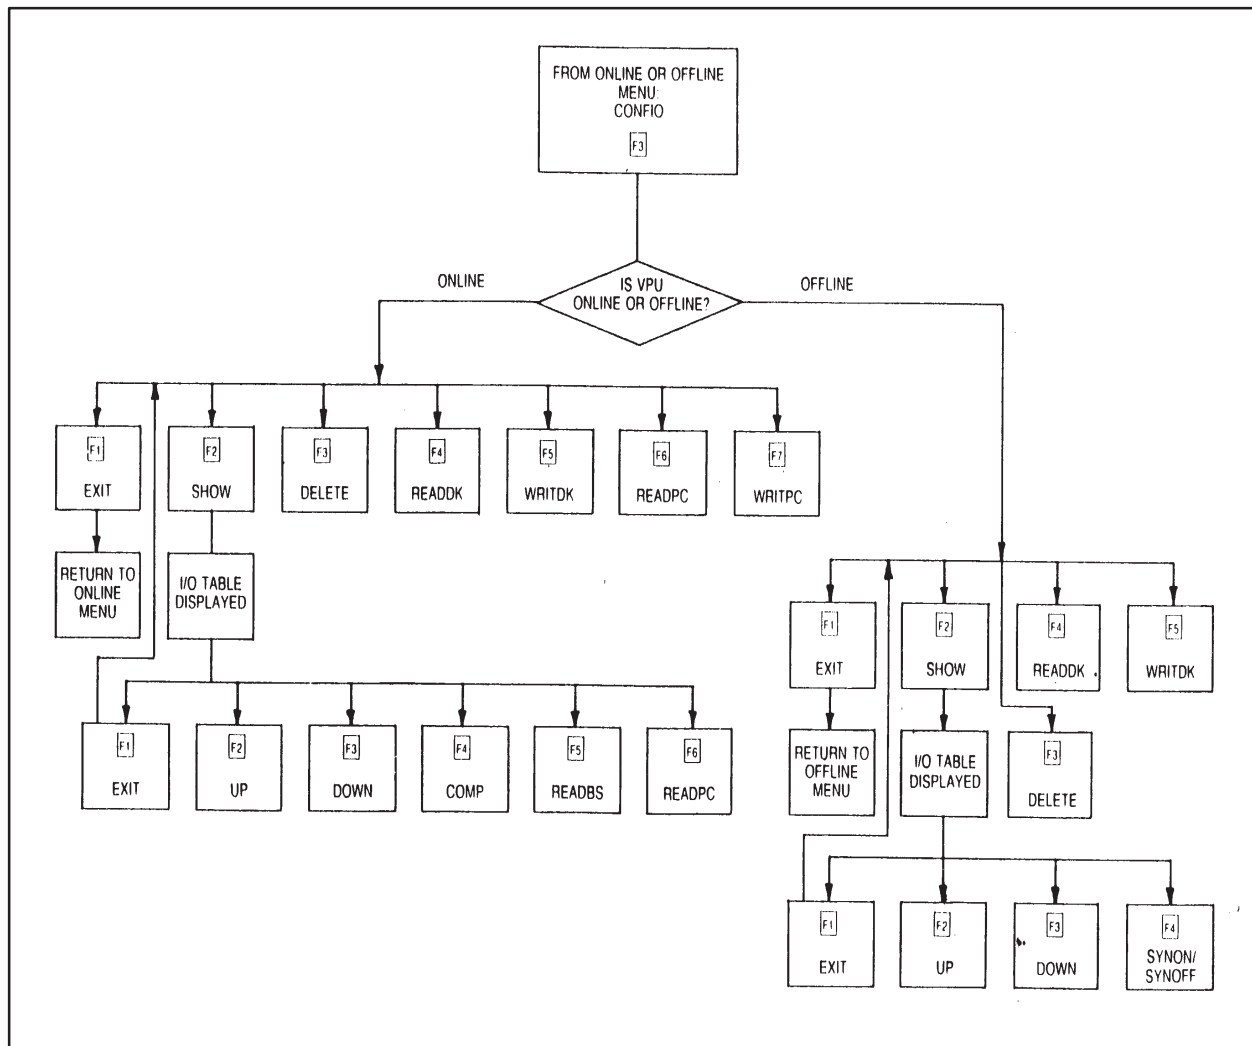 FROM ONLINE OR OFFLINE
MENU:
CONFIO
F3
IS VPU
ONLINE OR OFFLINE?
ONLINE
OFFLINE
F1
EXIT
F2
SHOW
F3
DELETE
F4
READDK
F5
WRITDK
F6
READPC
F7
WRITPC
RETURN TO
ONLINE
MENU
I/O TABLE
DISPLAYED
F1
EXIT
F2
UP
F3
DOWN
F4
COMP
F5
READBS
F6
READPC
F1
EXIT
F2
SHOW
F4
READDK
F5
WRITDK
RETURN TO
OFFLINE
MENU
I/O TABLE
DISPLAYED
F3
DELETE
F1
EXIT
F2
UP
F3
DOWN
F4
SYNON/
SYNOFF